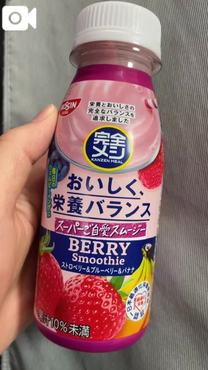 NISSIN
栄養とおいしさの
完全なバランスを
追求しました
完全
メシ
KANZEN MEAL
おいしく、
栄養バランス
スーパーご自愛スムージー
BERRY
Smoothie
ストロベリー&ブルーベリー&バナナ
果汁10%未満